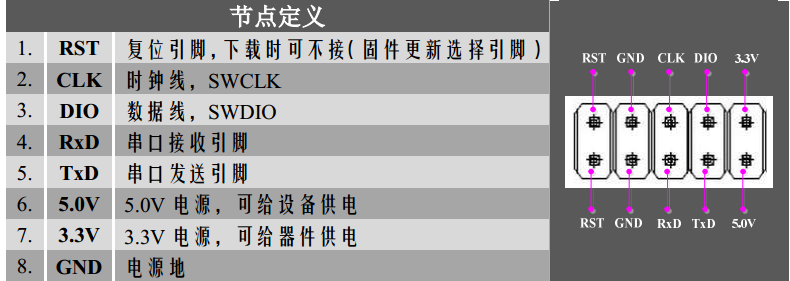 节点定义
1. RST 复位引脚,下载时可不接(固件更新选择引脚)
2. CLK 时钟线，SWCLK
3. DIO 数据线，SWDIO
4. RxD 串口接收引脚
5. TxD 串口发送引脚
6. 5.0V 5.0V 电源，可给设备供电
7. 3.3V 3.3V 电源，可给器件供电
8. GND 电源地
RST GND CLK DIO 3.3V
RST GND RxD TxD 5.0V